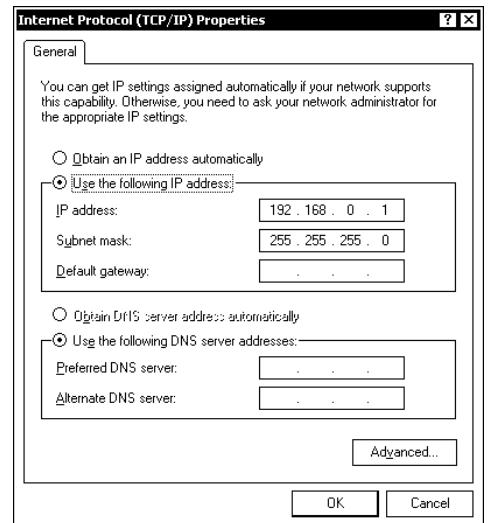 Internet Protocol (TCP/IP) Properties
General
You can get IP settings assigned automatically if your network supports
this capability. Otherwise, you need to ask your network administrator for
the appropriate IP settings.
Obtain an IP address automatically
Use the following IP address:
IP address: 192 . 168 . 0 . 1
Subnet mask: 255 . 255 . 255 . 0
Default gateway: . . .
Obtain DNS server address automatically
Use the following DNS server addresses:
Preferred DNS server: . . .
Alternate DNS server: . . .
Advanced...
OK Cancel